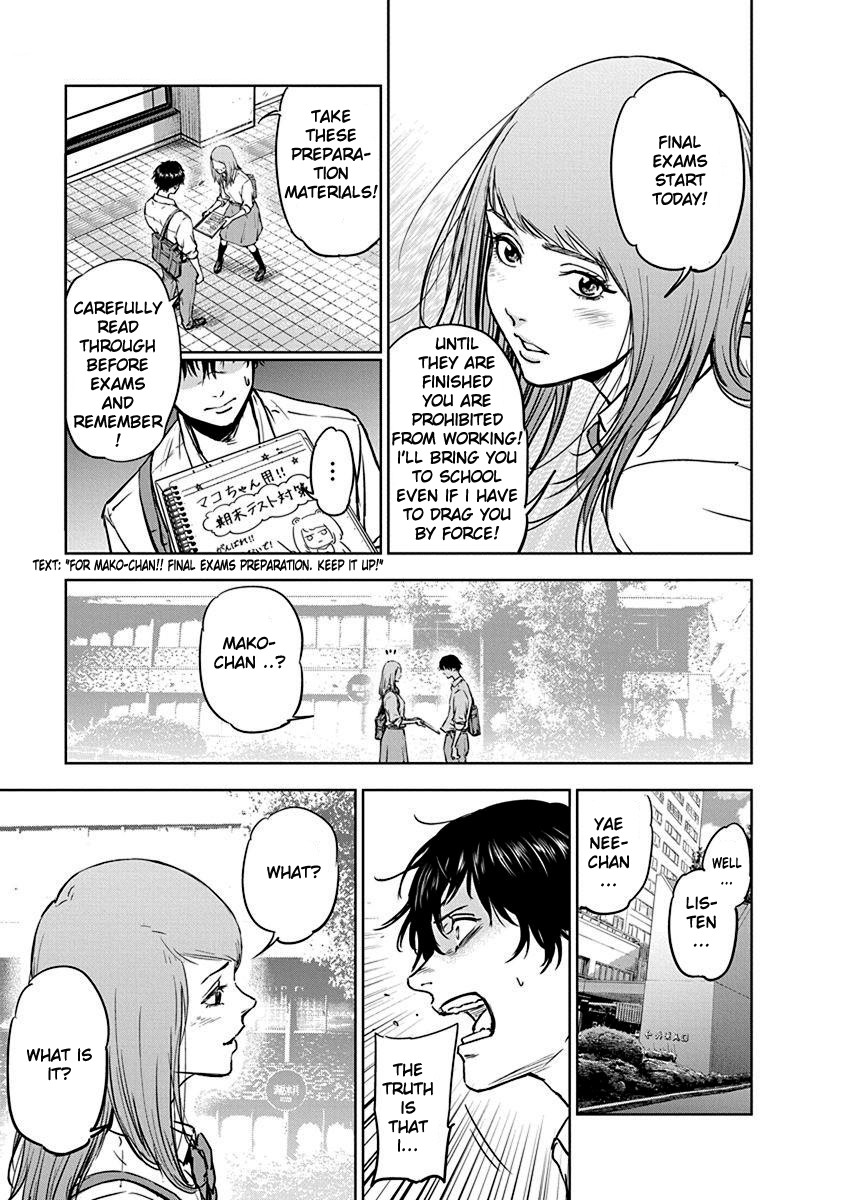 FINAL
EXAMS
START
TODAY!
UNTIL
THEY ARE
FINISHED
YOU ARE
PROHIBITED
FROM WORKING!
I'LL BRING YOU
TO SCHOOL
EVEN IF I HAVE
TO DRAG YOU
BY FORCE!
TAKE
THESE
PREPARA-
TION
MATERIALS!
CAREFULLY
READ
THROUGH
BEFORE
EXAMS
AND
REMEMBER
!
...
マコちゃん用!!
期末テスト対策
がんばれ!!
TEXT: "FOR MAKO-CHAN!! FINAL EXAMS PREPARATION. KEEP IT UP!"
MAKO-
CHAN ..?
WELL
...
LIS-
TEN
...
YAE
NEE-
CHAN
...
THE
TRUTH
IS
THAT
I...
WHAT?
WHAT IS
IT?